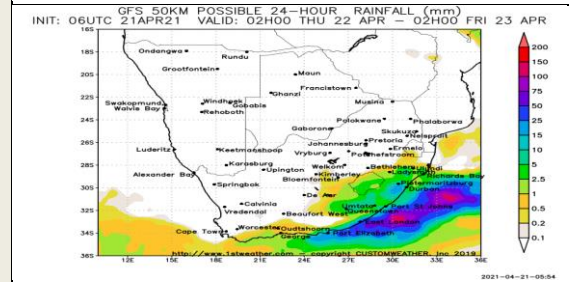 GFS 50KM POSSIBLE 24-HOUR RAINFALL (mm)
INIT: 06UTC 21APR21 VALID: 02H00 THU 22 APR - 02H00 FRI 23 APR
16S
18S
20S
22S
24S
26S
28S
30S
32S
34S
36S
Ondangwa
Rundu
Grootfontein
Maun
Ghanzi
Francistown
Swakopmund
Walvis Bay
Windhoek
Gobabis
Rehoboth
Musina
Polokwane
Phalaborwa
Gaborone
Skukuza
Nelspruit
Johannesburg
Pretoria
Luderitz
Keetmanshoop
Vryburg
Potchefstroom
Ermelo
Karasburg
Upington
Welkom
Kimberley
Bloemfontein
Bethlehem
Ladysmith
Richards Bay
Alexander Bay
Springbok
De Aar
Pietermaritzburg
Durban
Calvinia
Vredendal
Beaufort West
Umtata
Queenstown
Port St Johns
East London
Cape Town
Worcester
Oudtshoorn
George
Port Elizabeth
http://www.1stweather.com - copyright CUSTOMWEATHER, Inc 2019
12E 15E 18E 21E 24E 27E 30E 33E 36E
200
150
100
75
50
25
15
10
5
2.5
1
0.5
0.2
0.1
2021-04-21-05:54